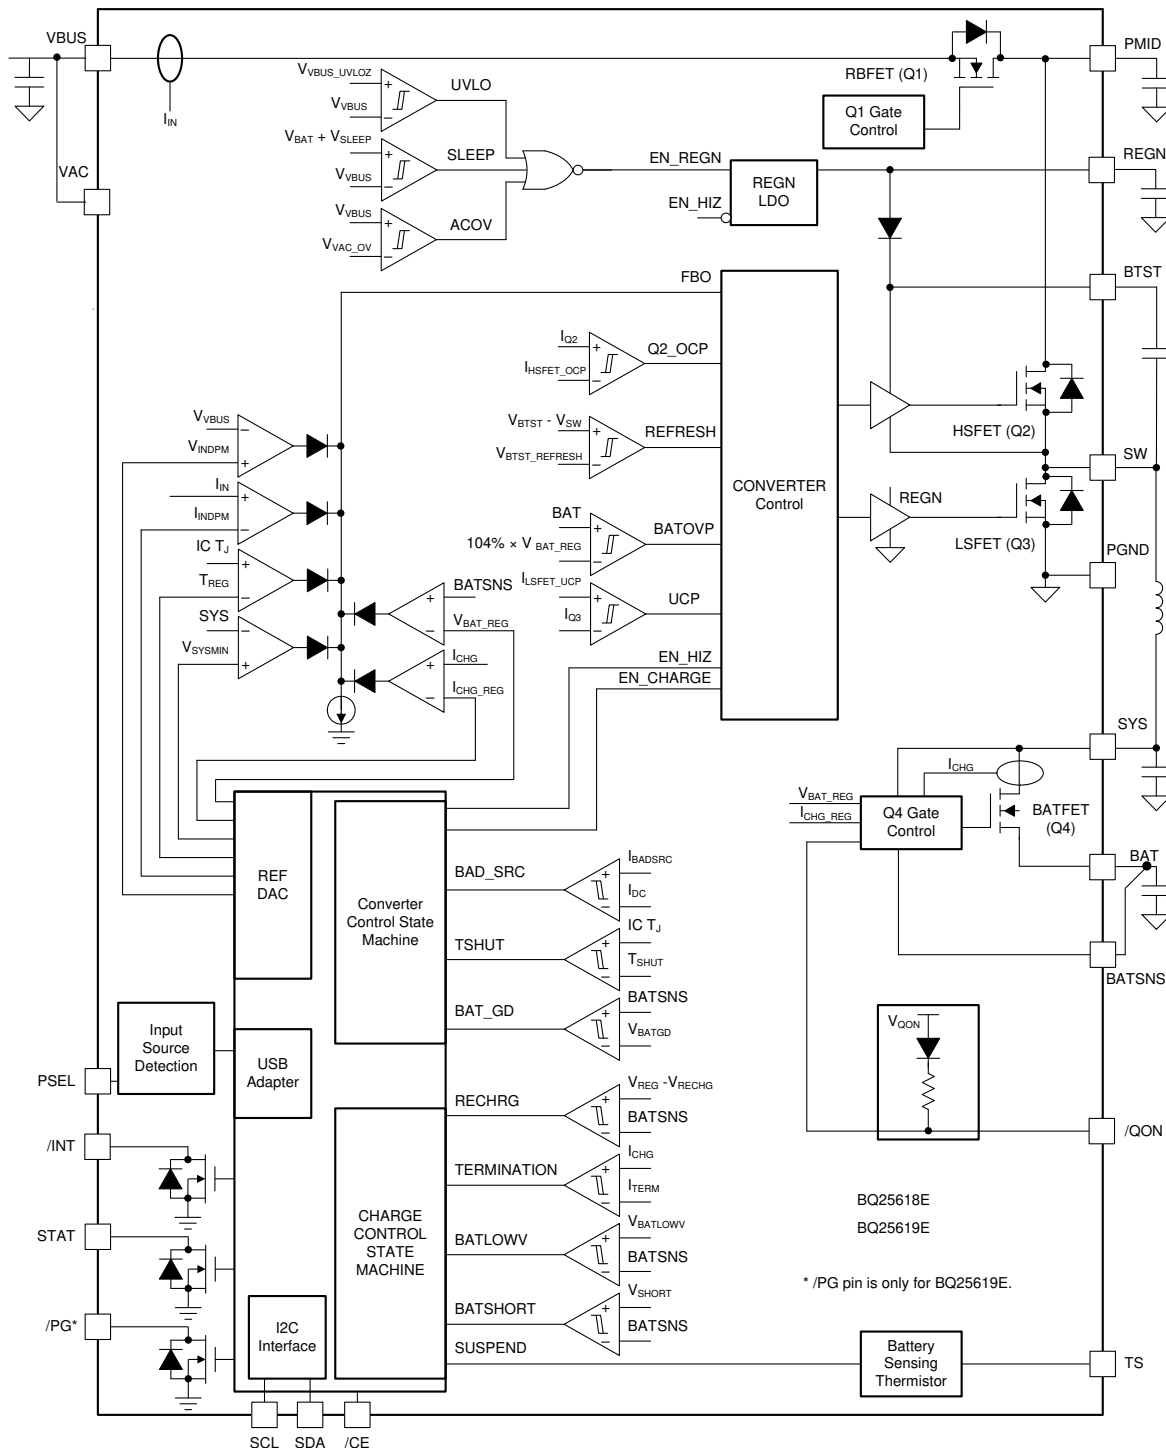 VBUS
PMID
RBFET (Q1)
V_VBUS_UVLOZ
UVLO
V_VBUS
I_IN
Q1 Gate
Control
V_BAT + V_SLEEP
SLEEP
V_VBUS
EN_REGN
REGN
VAC
REGN
LDO
EN_HIZ
V_VBUS
ACOV
V_VAC_OV
FBO
BTST
I_Q2
Q2_OCP
I_HSFET_OCP
V_VBUS
V_INDPM
V_BTST - V_SW
REFRESH
V_BTST_REFRESH
HSFET (Q2)
SW
I_IN
I_INDPM
CONVERTER
Control
REGN
BAT
BATOVP
104% × V_BAT_REG
LSFET (Q3)
PGND
IC T_J
T_REG
BATSNS
V_BAT_REG
I_LSFET_UCP
UCP
I_Q3
SYS
V_SYSMIN
I_CHG
I_CHG_REG
EN_HIZ
EN_CHARGE
SYS
I_CHG
V_BAT_REG
I_CHG_REG
Q4 Gate
Control
BATFET
(Q4)
BAT
REF
DAC
Converter
Control State
Machine
BAD_SRC
I_BADSRC
I_DC
TSHUT
IC T_J
T_SHUT
BATSNS
BAT_GD
BATSNS
V_BATGD
V_QON
Input
Source
Detection
USB
Adapter
PSEL
RECHRG
V_REG -V_RECHG
BATSNS
/QON
/INT
TERMINATION
I_CHG
I_TERM
CHARGE
CONTROL
STATE
MACHINE
BQ25618E
BQ25619E
STAT
BATLOWV
V_BATLOWV
BATSNS
* /PG pin is only for BQ25619E.
/PG*
BATSHORT
V_SHORT
BATSNS
I2C
Interface
SUSPEND
Battery
Sensing
Thermistor
TS
SCL
SDA
/CE